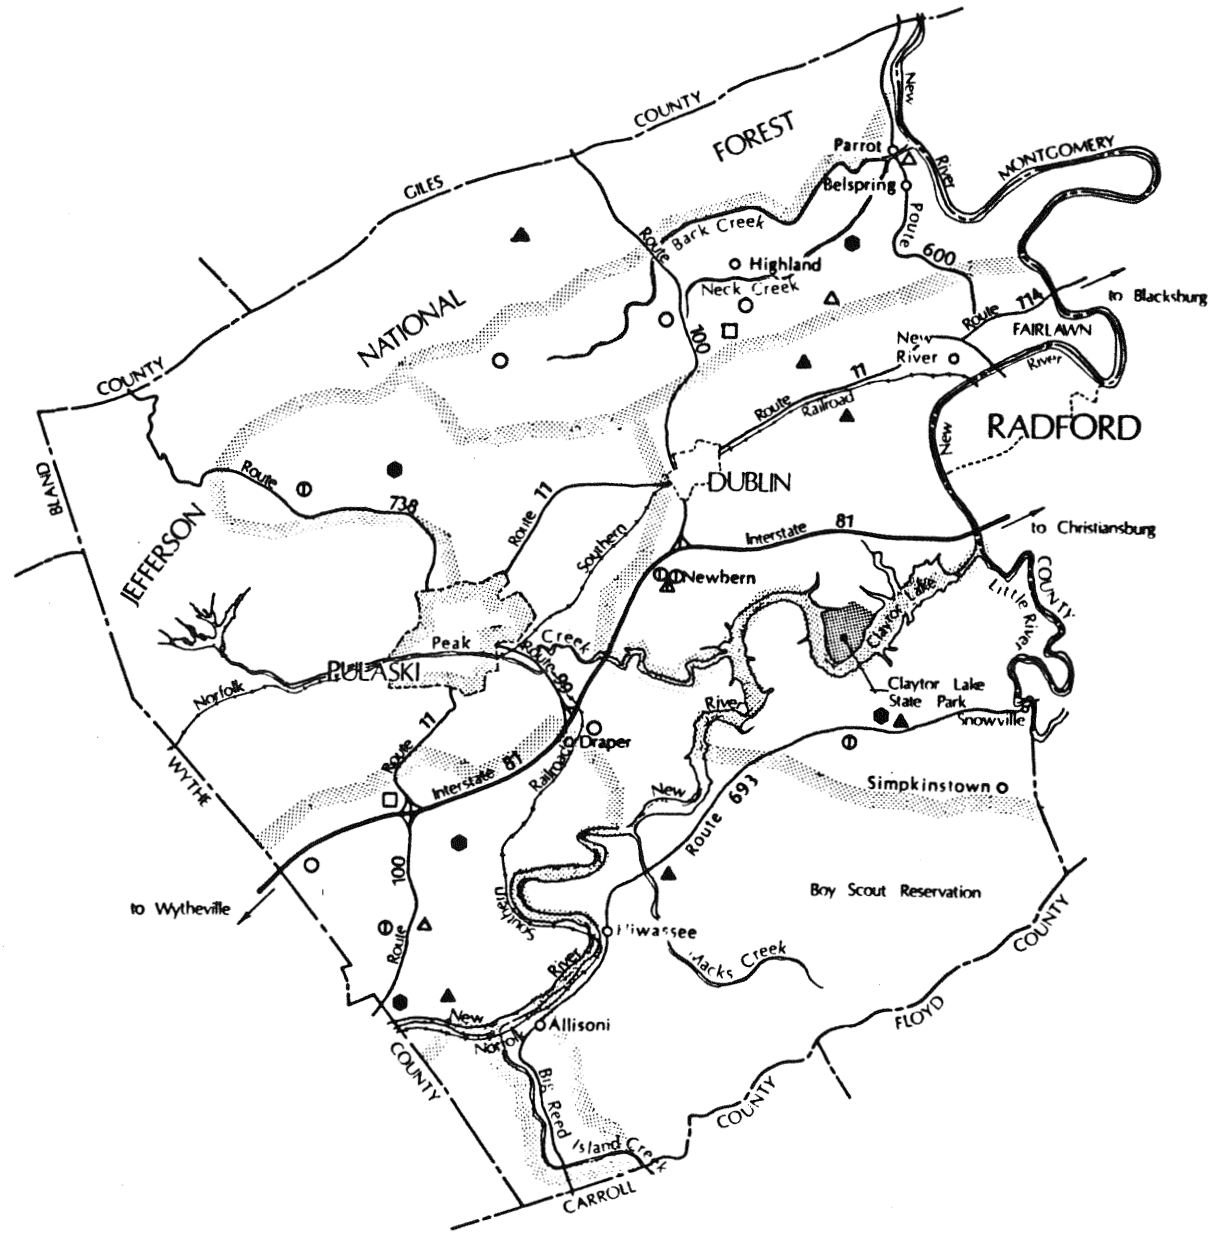 COUNTY
FOREST
New
GILES
Parrot
River
MONTGOMERY
Belspring
Back Creek
Route
Route
600
Highland
Neck Creek
to Blacksburg
NATIONAL
Route 114
100
FAIRLAWN
New
River
River
COUNTY
Route 11
Railroad
RADFORD
New
BLAND
Route
738
DUBLIN
Route 11
Southern
Interstate 81
to Christiansburg
JEFFERSON
Newbern
COUNTY
Little River
Claytor Lake
Peak Creek
Route 99
PULASKI
Norfolk
Claytor Lake
State Park
River
Snowville
Route 11
Draper
WYTHE
Interstate 81
Railroad
New
Route 693
Simpkinstown
100
Boy Scout Reservation
to Wytheville
Southern
Route
Hiwassee
COUNTY
River
Macks Creek
New
Norfolk
Allisoni
FLOYD
COUNTY
Big Reed
Island Creek
COUNTY
CARROLL